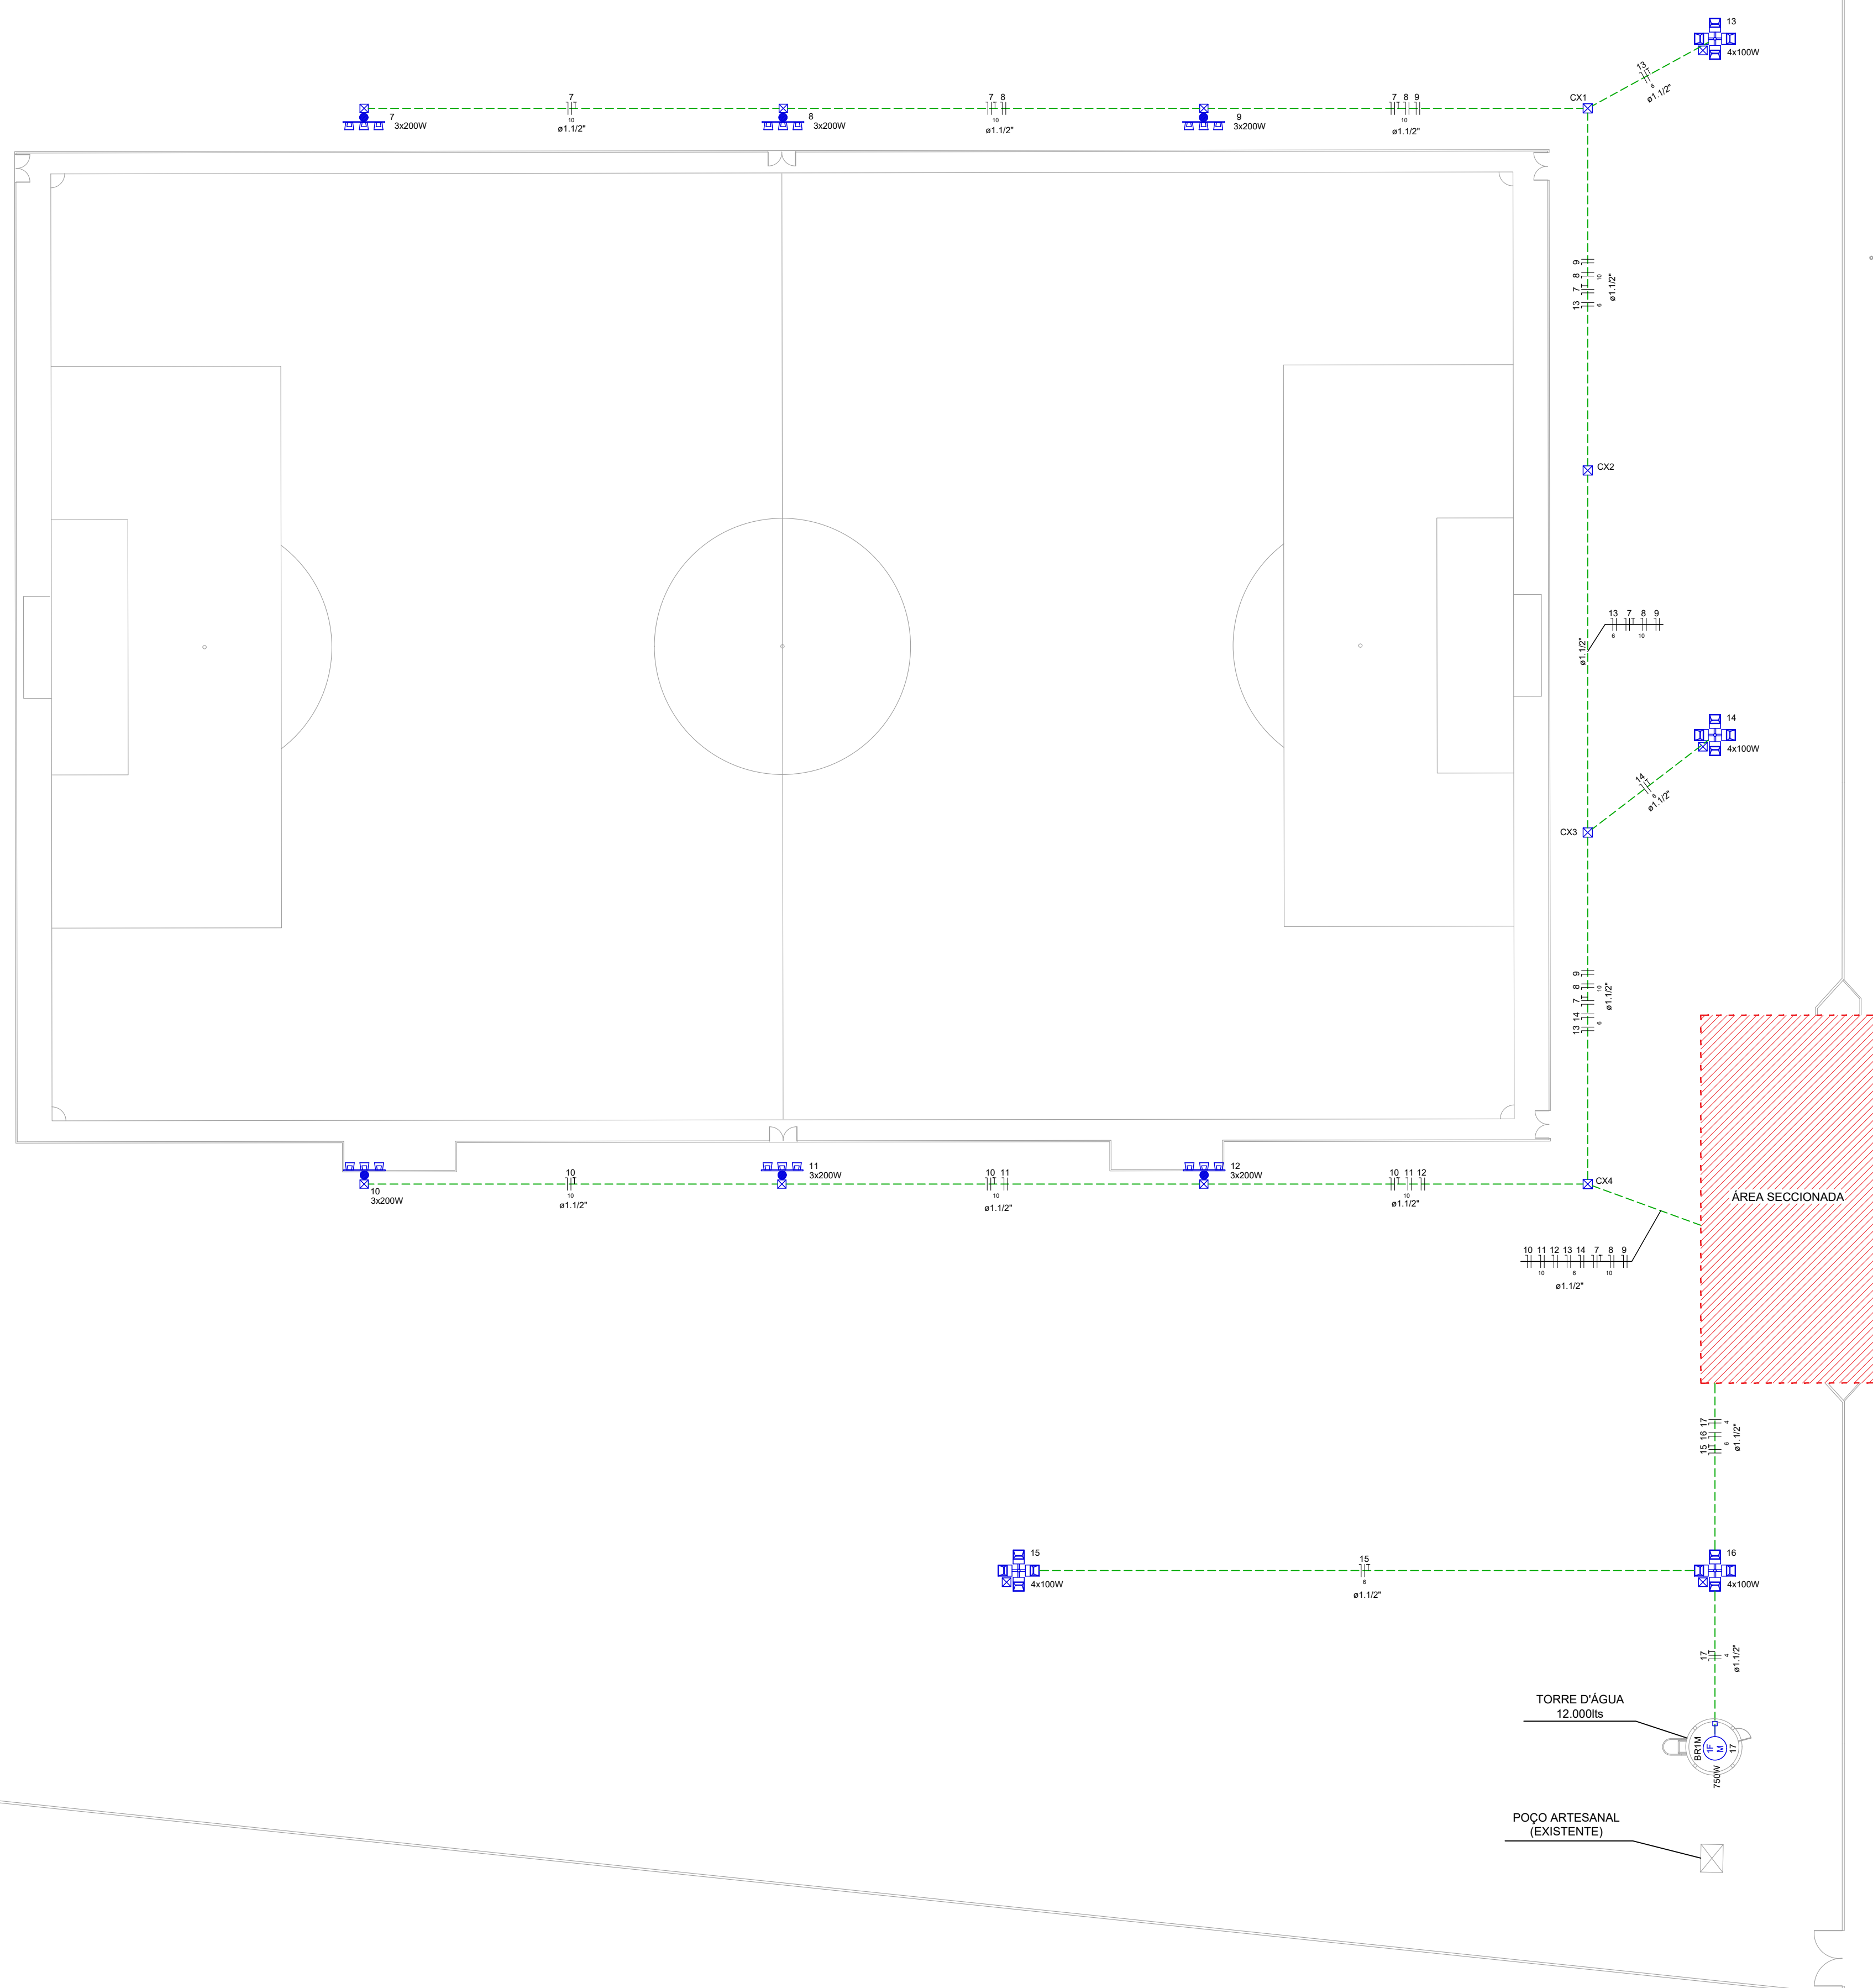 13
4x100W
13
6
ø1.1/2"
CX1
7
10
ø1.1/2"
7 8
10
ø1.1/2"
7 8 9
10
ø1.1/2"
7
3x200W
8
3x200W
9
3x200W
13 7 8 9
6 10
ø1.1/2"
CX2
13 7 8 9
6 10
ø1.1/2"
14
4x100W
14
6
ø1.1/2"
CX3
13 14 7 8 9
6 10
ø1.1/2"
10
3x200W
11
3x200W
12
3x200W
10
10
ø1.1/2"
10 11
10
ø1.1/2"
10 11 12
10
ø1.1/2"
CX4
ÁREA SECCIONADA
10 11 12 13 14 7 8 9
10 6 10
ø1.1/2"
15 16 17
6 4
ø1.1/2"
15
4x100W
15
6
ø1.1/2"
16
4x100W
17
4
ø1.1/2"
TORRE D'ÁGUA
12.000lts
BR1M
1F
M
17
750W
POÇO ARTESANAL
(EXISTENTE)